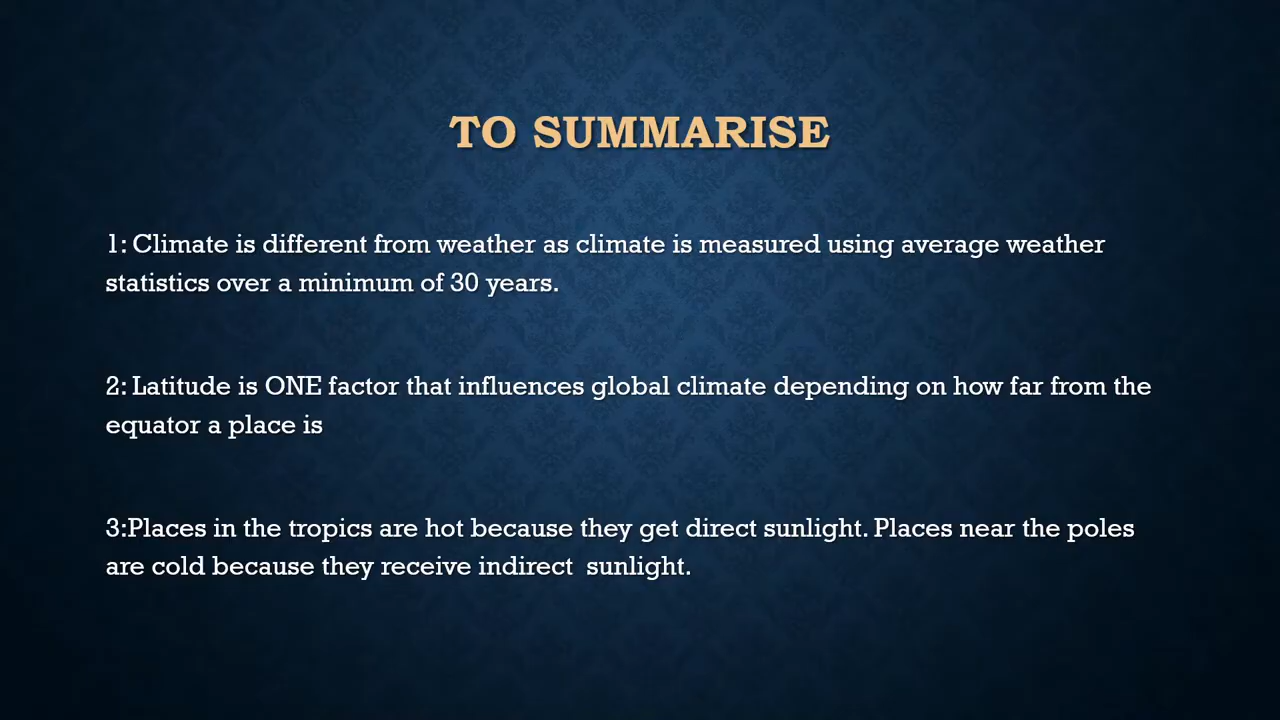 TO SUMMARISE
1: Climate is different from weather as climate is measured using average weather
statistics over a minimum of 30 years.
2: Latitude is ONE factor that influences global climate depending on how far from the
equator a place is
3:Places in the tropics are hot because they get direct sunlight. Places near the poles
are cold because they receive indirect  sunlight.